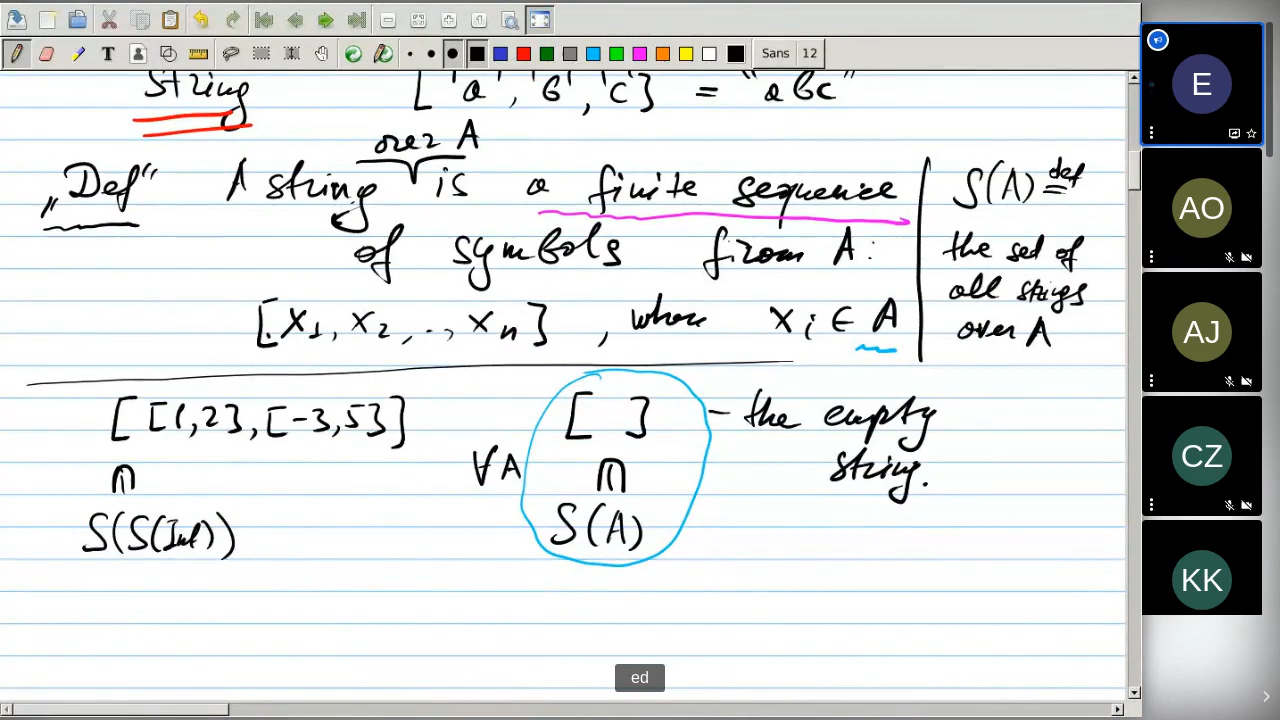 Sans 12
String ['a', 'b', 'c'] = "abc"
over A
„Def“ A string is a finite sequence
of symbols from A:
[x1, x2, .., xn] , where xi ∈ A
S(A) def=
the set of
all strings
over A
[[1,2], [-3,5]]
∈
S(S(Int))
∀A [ ] ∈ S(A)
– the empty
string.
ed
E
AO
AJ
CZ
KK